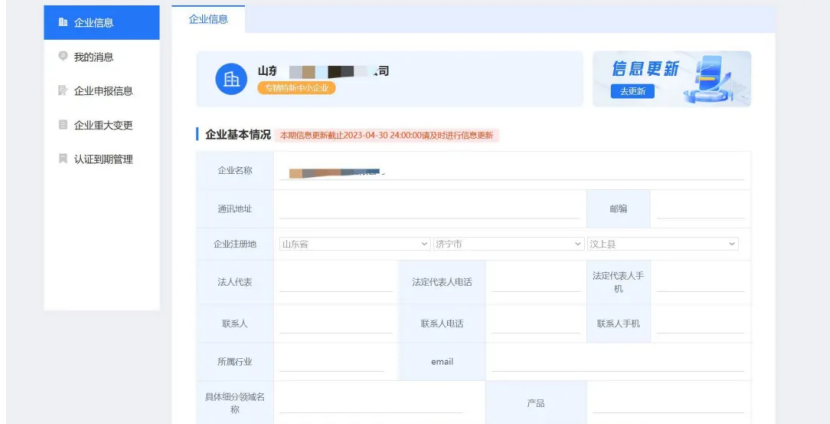 企业信息
我的消息
企业申报信息
企业重大变更
认证到期管理
企业信息
山东 司
专精特新中小企业
信息更新
去更新
企业基本情况 本期信息更新截止2023-04-30 24:00:00请及时进行信息更新
企业名称
通讯地址 邮编
企业注册地 山东省 济宁市 汶上县
法人代表 法定代表人电话 法定代表人手
机
联系人 联系人电话 联系人手机
所属行业 email
具体细分领域名
称 产品